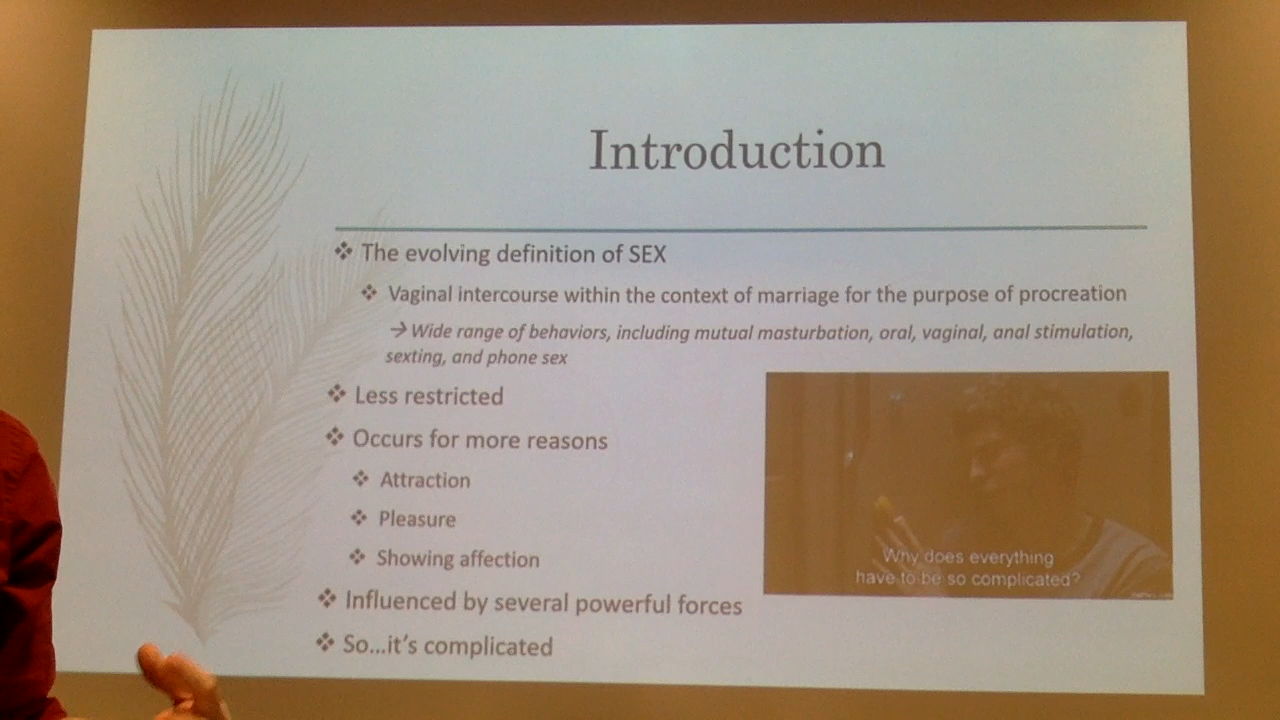 Introduction
❖ The evolving definition of SEX
❖ Vaginal intercourse within the context of marriage for the purpose of procreation
→ Wide range of behaviors, including mutual masturbation, oral, vaginal, anal stimulation,
sexting, and phone sex
❖ Less restricted
❖ Occurs for more reasons
❖ Attraction
❖ Pleasure
❖ Showing affection
Why does everything
have to be so complicated?
❖ Influenced by several powerful forces
❖ So...it's complicated